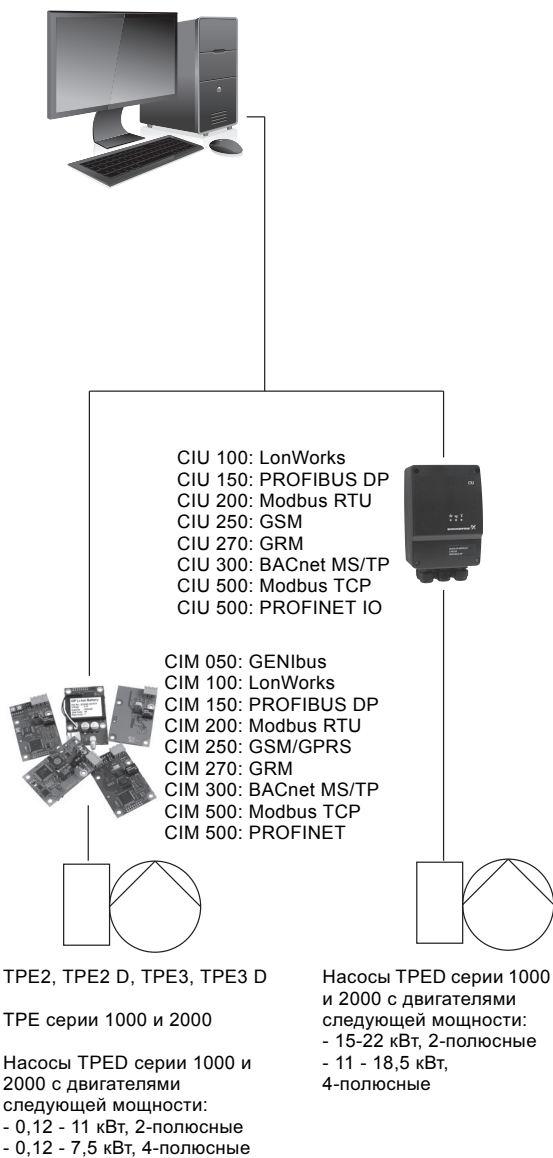 CIU 100: LonWorks
CIU 150: PROFIBUS DP
CIU 200: Modbus RTU
CIU 250: GSM
CIU 270: GRM
CIU 300: BACnet MS/TP
CIU 500: Modbus TCP
CIU 500: PROFINET IO
CIU
CIM 050: GENIbus
CIM 100: LonWorks
CIM 150: PROFIBUS DP
CIM 200: Modbus RTU
CIM 250: GSM/GPRS
CIM 270: GRM
CIM 300: BACnet MS/TP
CIM 500: Modbus TCP
CIM 500: PROFINET
TPE2, TPE2 D, TPE3, TPE3 D
TPE серии 1000 и 2000
Насосы TPED серии 1000 и
2000 с двигателями
следующей мощности:
- 0,12 - 11 кВт, 2-полюсные
- 0,12 - 7,5 кВт, 4-полюсные
Насосы TPED серии 1000
и 2000 с двигателями
следующей мощности:
- 15-22 кВт, 2-полюсные
- 11 - 18,5 кВт,
4-полюсные